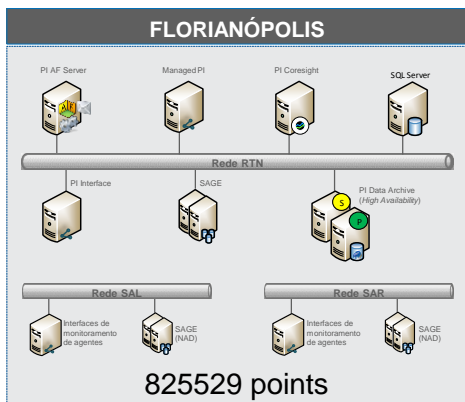 FLORIANÓPOLIS
PI AF Server
Managed PI
PI Coresight
SQL Server
AF
Rede RTN
PI Interface
SAGE
PI Data Archive
(High Availability)
S
P
Rede SAL
Rede SAR
Interfaces de
monitoramento
de agentes
SAGE
(NAD)
Interfaces de
monitoramento
de agentes
SAGE
(NAD)
825529 points